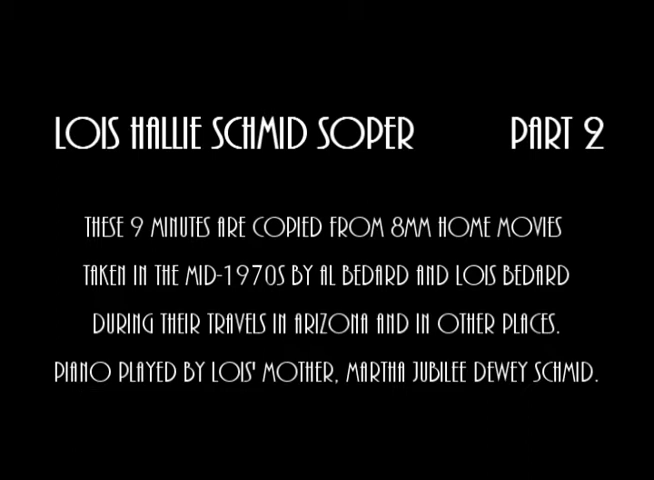 LOIS HALLIE SCHMID SOPER PART 2
THESE 9 MINUTES ARE COPIED FROM 8MM HOME MOVIES
TAKEN IN THE MID-1970S BY AL BEDARD AND LOIS BEDARD
DURING THEIR TRAVELS IN ARIZONA AND IN OTHER PLACES.
PIANO PLAYED BY LOIS' MOTHER, MARTHA JUBILEE DEWEY SCHMID.